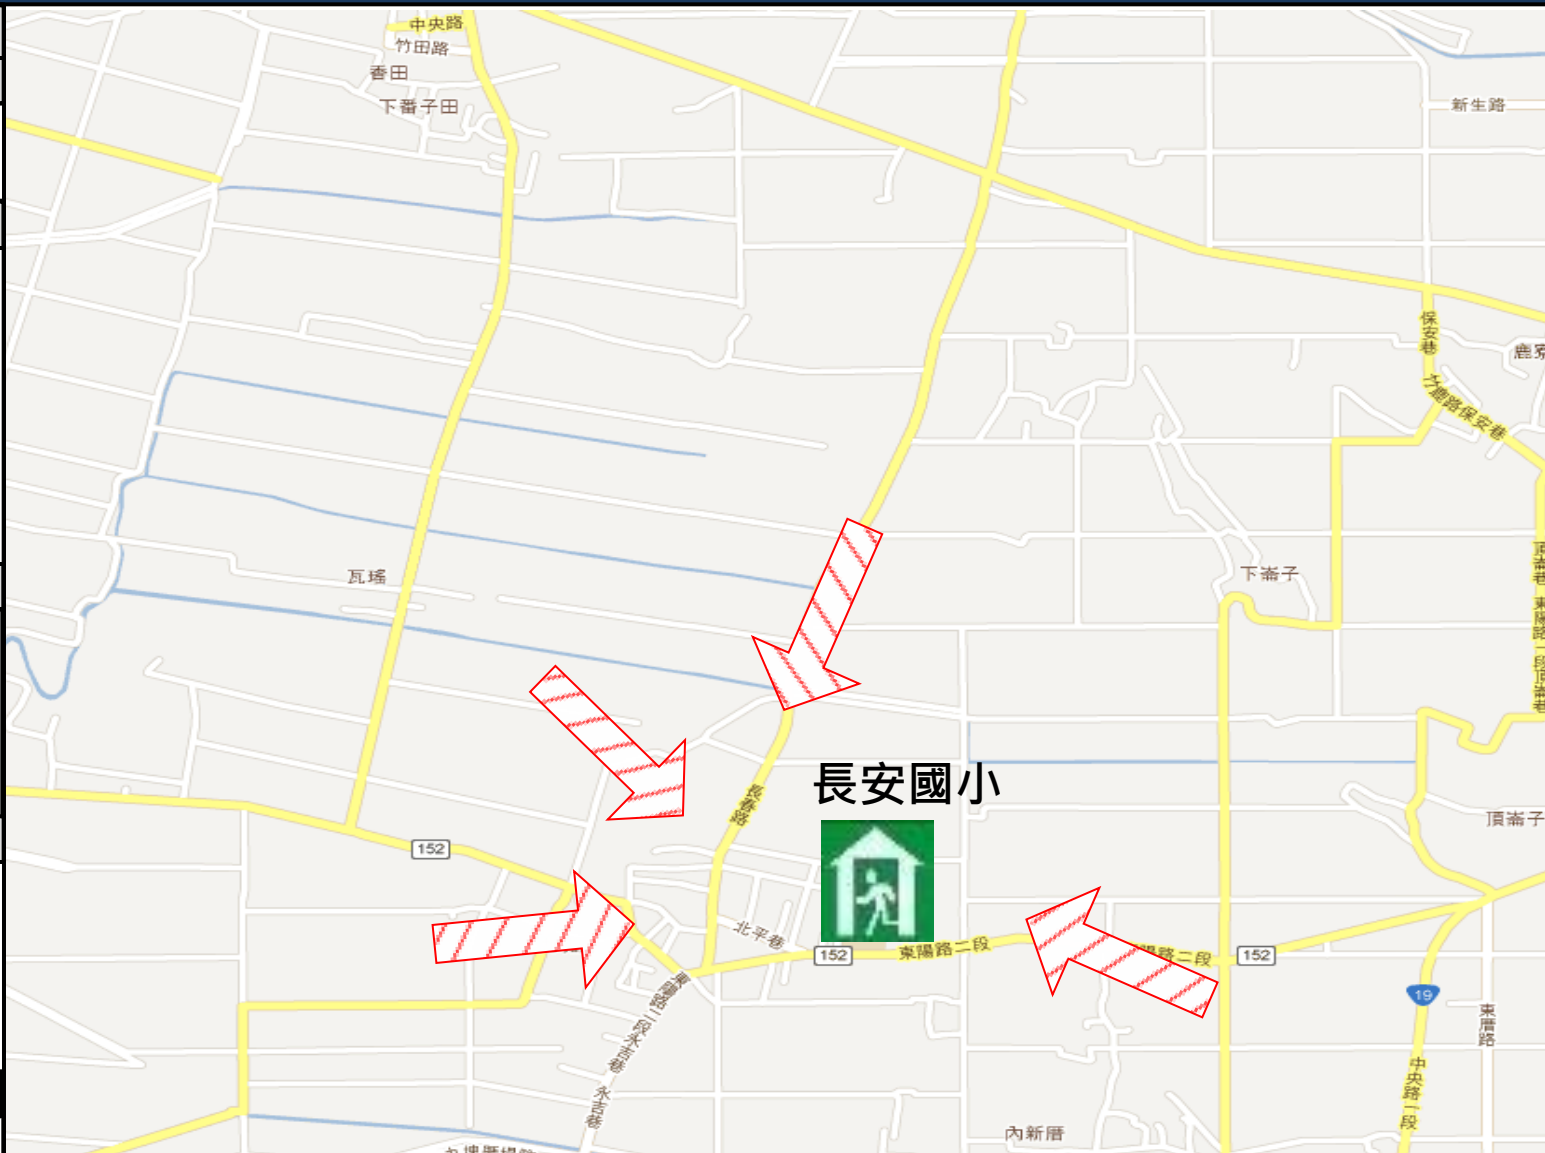 中央路
竹田路
香田
下番子田
新生路
保安巷
竹鹿路保安巷
瓦瑤
下崙子
長安國小
長春路
頂崙子
152
北平巷
152
東陽路二段
陽路二段
152
19
東厝路
東陽路二段永吉巷
永吉巷
中央路一段
內新厝